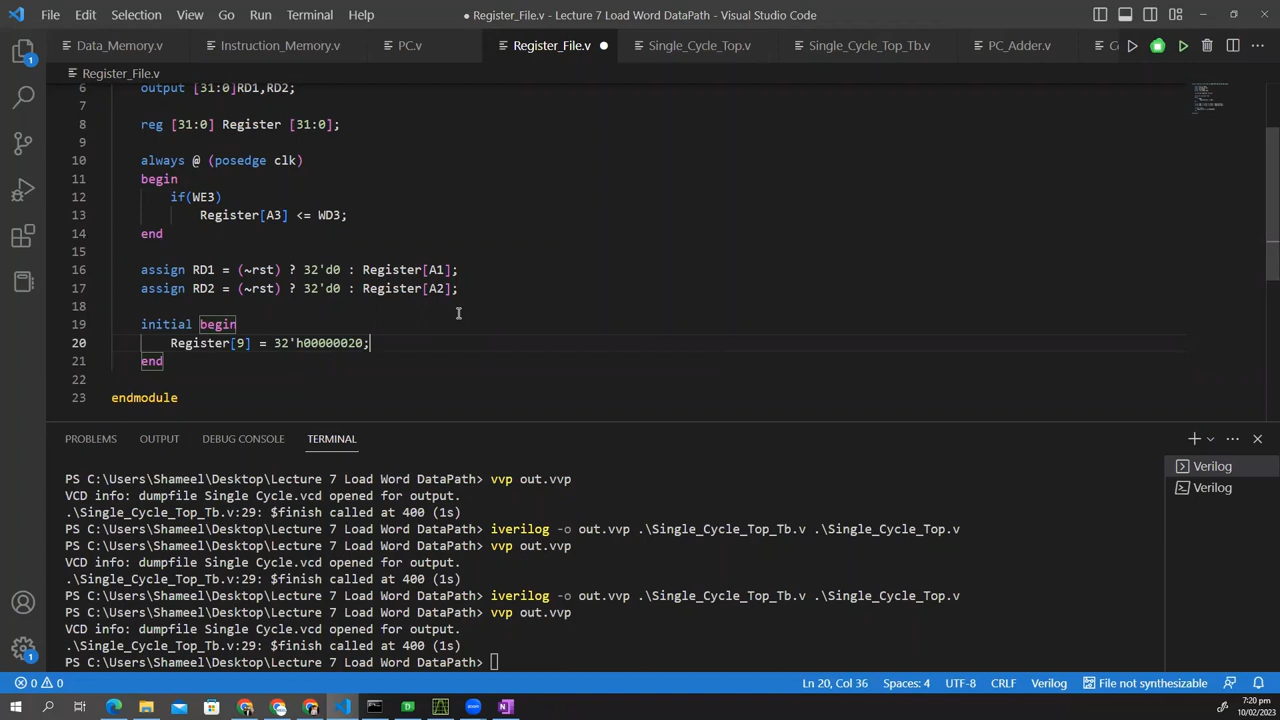 File Edit Selection View Go Run Terminal Help
● Register_File.v - Lecture 7 Load Word DataPath - Visual Studio Code
Data_Memory.v Instruction_Memory.v PC.v Register_File.v Single_Cycle_Top.v Single_Cycle_Top_Tb.v PC_Adder.v
Register_File.v
6 output [31:0]RD1,RD2;
7
8 reg [31:0] Register [31:0];
9
10 always @ (posedge clk)
11 begin
12 if(WE3)
13 Register[A3] <= WD3;
14 end
15
16 assign RD1 = (~rst) ? 32'd0 : Register[A1];
17 assign RD2 = (~rst) ? 32'd0 : Register[A2];
18
19 initial begin
20 Register[9] = 32'h00000020;
21 end
22
23 endmodule
PROBLEMS OUTPUT DEBUG CONSOLE TERMINAL
Verilog
Verilog
PS C:\Users\Shameel\Desktop\Lecture 7 Load Word DataPath> vvp out.vvp
VCD info: dumpfile Single Cycle.vcd opened for output.
.\Single_Cycle_Top_Tb.v:29: $finish called at 400 (1s)
PS C:\Users\Shameel\Desktop\Lecture 7 Load Word DataPath> iverilog -o out.vvp .\Single_Cycle_Top_Tb.v .\Single_Cycle_Top.v
PS C:\Users\Shameel\Desktop\Lecture 7 Load Word DataPath> vvp out.vvp
VCD info: dumpfile Single Cycle.vcd opened for output.
.\Single_Cycle_Top_Tb.v:29: $finish called at 400 (1s)
PS C:\Users\Shameel\Desktop\Lecture 7 Load Word DataPath> iverilog -o out.vvp .\Single_Cycle_Top_Tb.v .\Single_Cycle_Top.v
PS C:\Users\Shameel\Desktop\Lecture 7 Load Word DataPath> vvp out.vvp
VCD info: dumpfile Single Cycle.vcd opened for output.
.\Single_Cycle_Top_Tb.v:29: $finish called at 400 (1s)
PS C:\Users\Shameel\Desktop\Lecture 7 Load Word DataPath>
0 0 Ln 20, Col 36 Spaces: 4 UTF-8 CRLF Verilog File not synthesizable
7:20 pm
10/02/2023